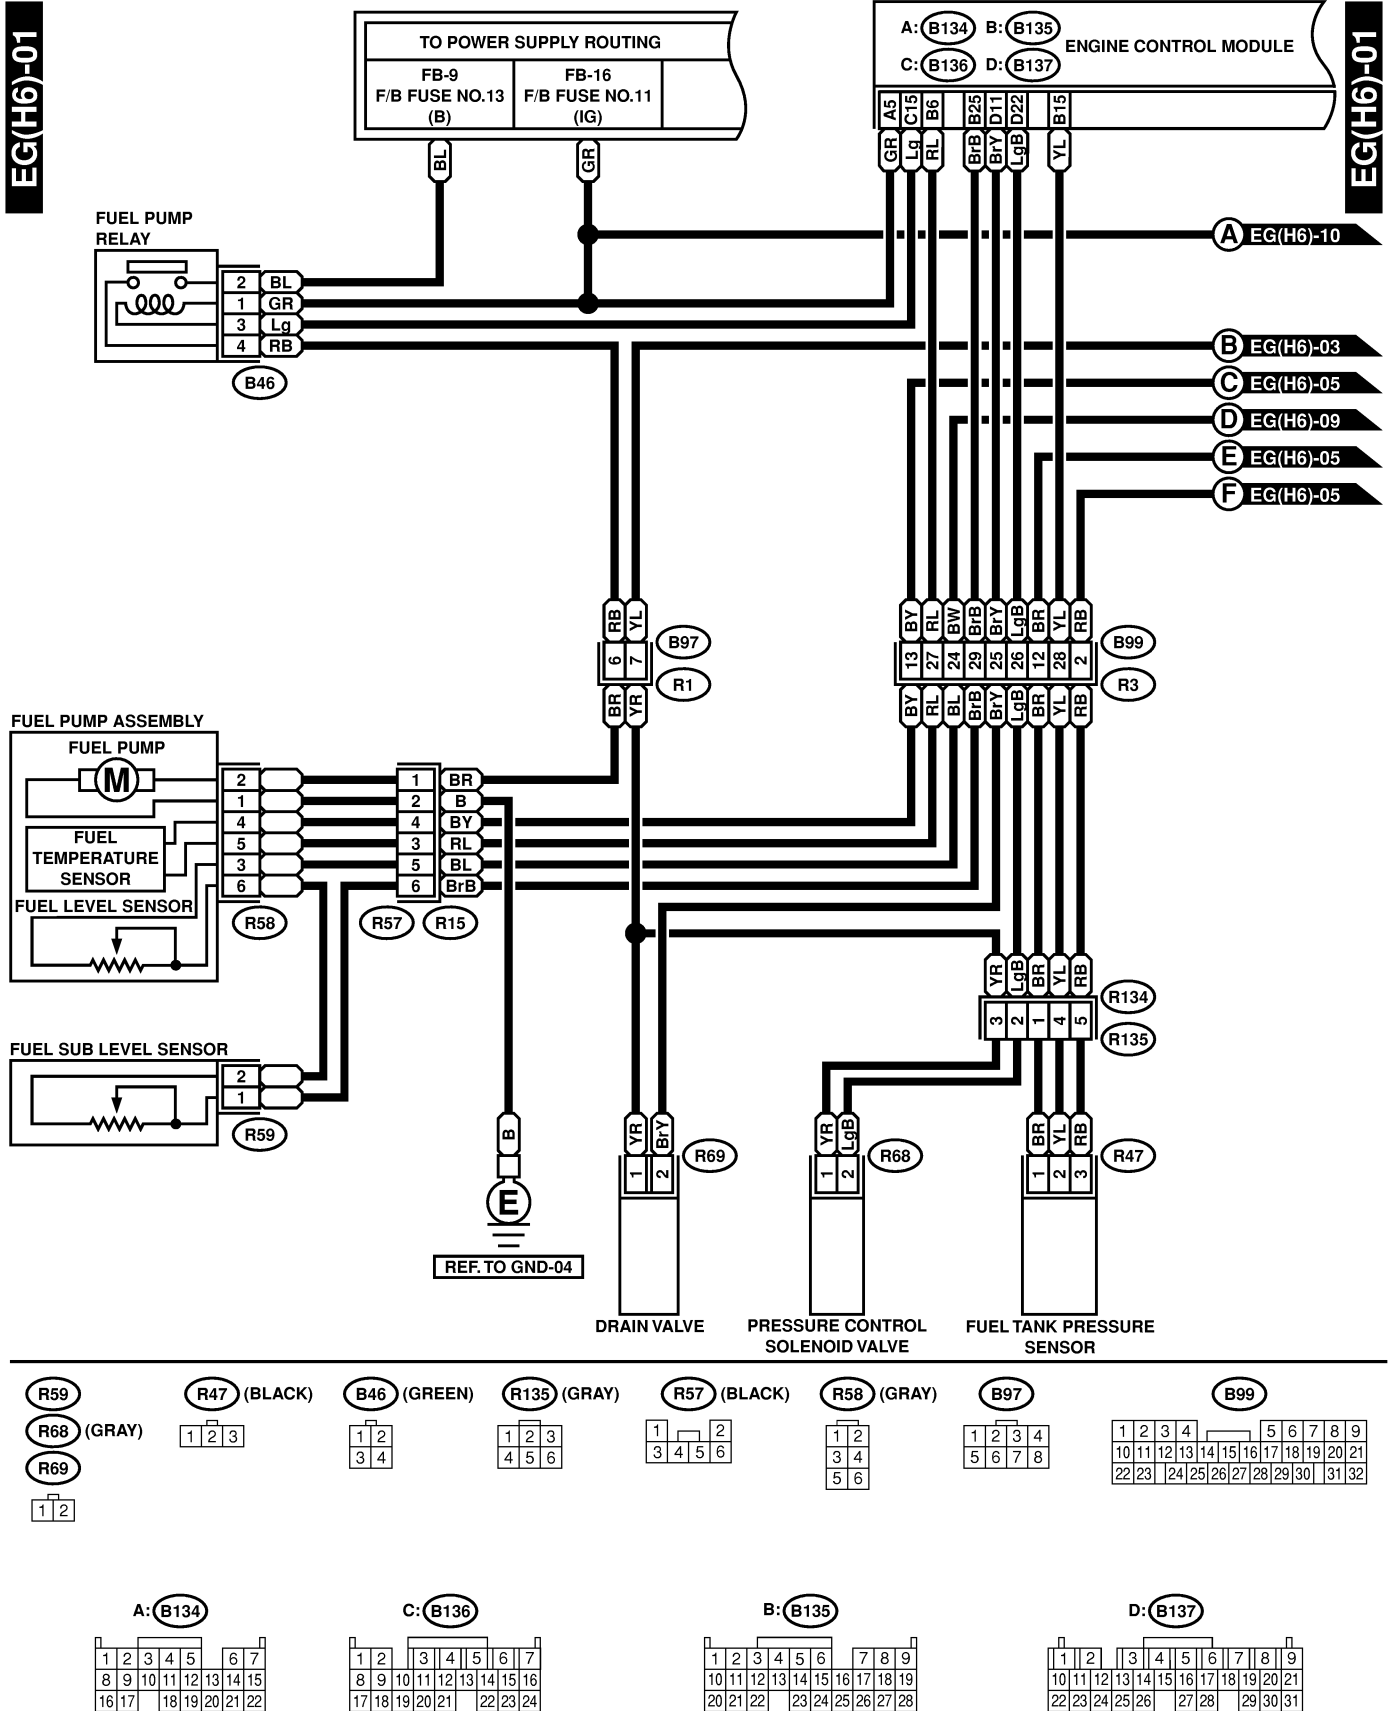 EG(H6)-01
TO POWER SUPPLY ROUTING
FB-9
F/B FUSE NO.13
(B)
FB-16
F/B FUSE NO.11
(IG)
A: B134 B: B135
C: B136 D: B137
ENGINE CONTROL MODULE
EG(H6)-01
A5 C15 B6 B25 D11 D22 B15
BL GR
GR Lg RL BrB BrY LgB YL
FUEL PUMP
RELAY
2 BL
1 GR
3 Lg
4 RB
B46
A EG(H6)-10
B EG(H6)-03
C EG(H6)-05
D EG(H6)-09
E EG(H6)-05
F EG(H6)-05
RB YL
6 7
BR YR
B97
R1
BY RL BW BrB BrY LgB BR YL RB
13 27 24 29 25 26 12 28 2
BY RL BL BrB BrY LgB BR YL RB
B99
R3
FUEL PUMP ASSEMBLY
FUEL PUMP
M
FUEL
TEMPERATURE
SENSOR
FUEL LEVEL SENSOR
2 1 BR
1 2 B
4 4 BY
5 3 RL
3 5 BL
6 6 BrB
R58 R57 R15
YR LgB BR YL RB
3 2 1 4 5
R134
R135
FUEL SUB LEVEL SENSOR
2
1
R59
B
E
REF. TO GND-04
YR BrY
1 2
R69
DRAIN VALVE
YR LgB
1 2
R68
PRESSURE CONTROL
SOLENOID VALVE
BR YL RB
1 2 3
R47
FUEL TANK PRESSURE
SENSOR
R59
R68 (GRAY)
R69
1 2
R47 (BLACK)
1 2 3
B46 (GREEN)
1 2
3 4
R135 (GRAY)
1 2 3
4 5 6
R57 (BLACK)
1 2
3 4 5 6
R58 (GRAY)
1 2
3 4
5 6
B97
1 2 3 4
5 6 7 8
B99
1 2 3 4 5 6 7 8 9
10 11 12 13 14 15 16 17 18 19 20 21
22 23 24 25 26 27 28 29 30 31 32
A: B134
1 2 3 4 5 6 7
8 9 10 11 12 13 14 15
16 17 18 19 20 21 22
C: B136
1 2 3 4 5 6 7
8 9 10 11 12 13 14 15 16
17 18 19 20 21 22 23 24
B: B135
1 2 3 4 5 6 7 8 9
10 11 12 13 14 15 16 17 18 19
20 21 22 23 24 25 26 27 28
D: B137
1 2 3 4 5 6 7 8 9
10 11 12 13 14 15 16 17 18 19 20 21
22 23 24 25 26 27 28 29 30 31